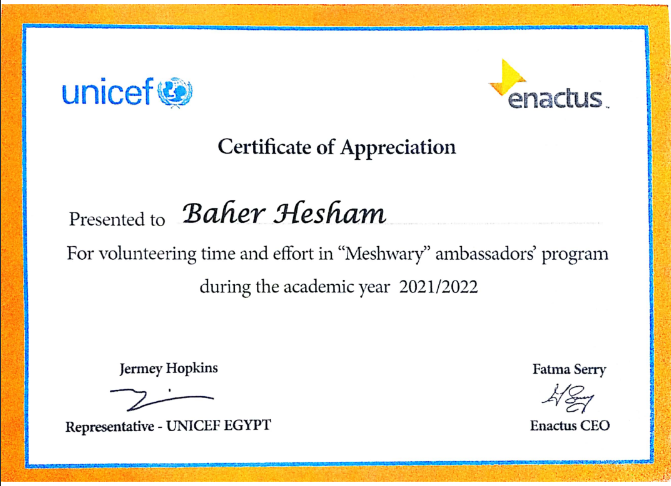 unicef
enactus.
Certificate of Appreciation
Presented to Baher Hesham
For volunteering time and effort in “Meshwary” ambassadors’ program
during the academic year 2021/2022
Jermey Hopkins
Fatma Serry
Representative - UNICEF EGYPT
Enactus CEO